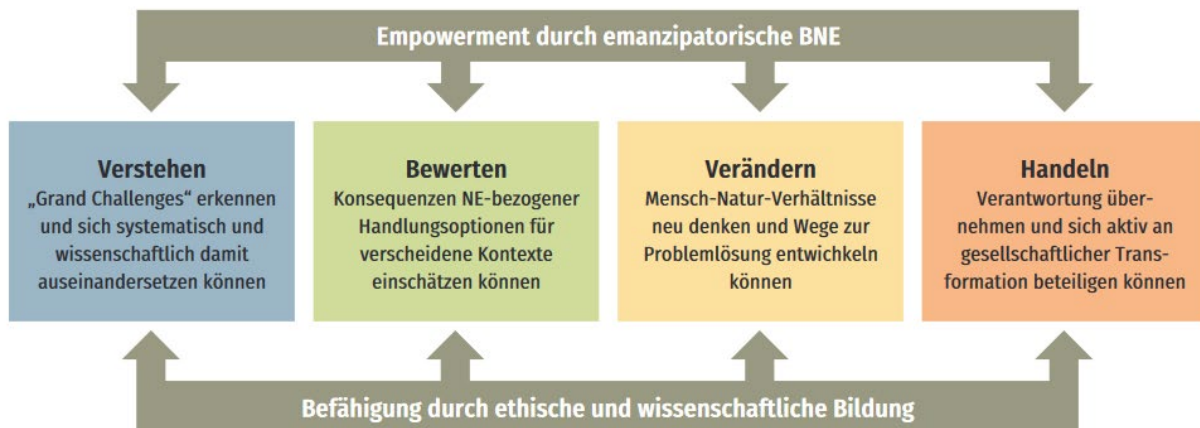 Empowerment durch emanzipatorische BNE
Verstehen
„Grand Challenges“ erkennen
und sich systematisch und
wissenschaftlich damit
auseinandersetzen können
Bewerten
Konsequenzen NE-bezogener
Handlungsoptionen für
verscheidene Kontexte
einschätzen können
Verändern
Mensch-Natur-Verhältnisse
neu denken und Wege zur
Problemlösung entwickeln
können
Handeln
Verantwortung über-
nehmen und sich aktiv an
gesellschaftlicher Trans-
formation beteiligen können
Befähigung durch ethische und wissenschaftliche Bildung